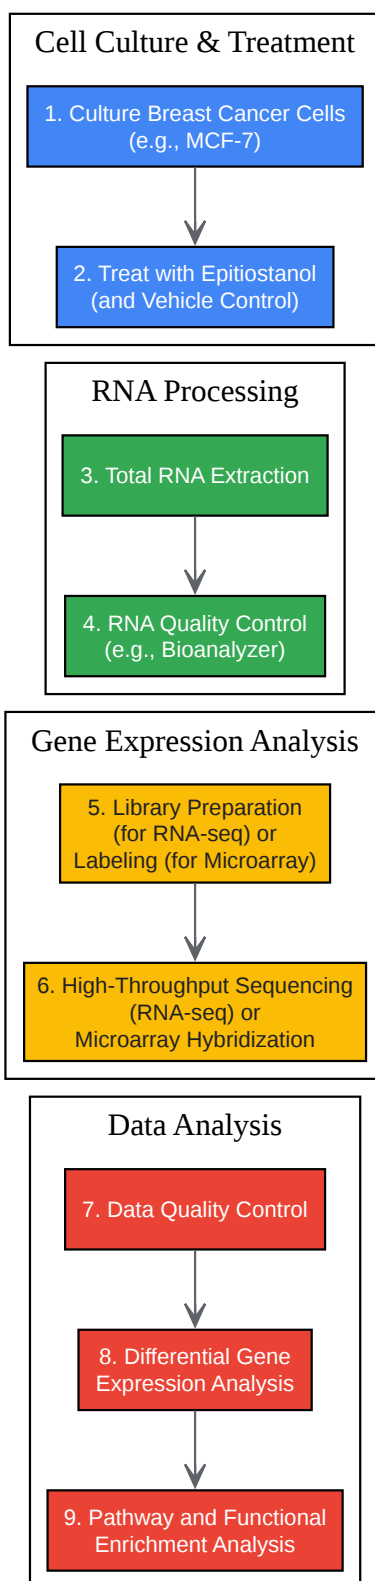 Cell Culture & Treatment
1. Culture Breast Cancer Cells
(e.g., MCF-7)
2. Treat with Epitiostanol
(and Vehicle Control)
RNA Processing
3. Total RNA Extraction
4. RNA Quality Control
(e.g., Bioanalyzer)
Gene Expression Analysis
5. Library Preparation
(for RNA-seq) or
Labeling (for Microarray)
6. High-Throughput Sequencing
(RNA-seq) or
Microarray Hybridization
Data Analysis
7. Data Quality Control
8. Differential Gene
Expression Analysis
9. Pathway and Functional
Enrichment Analysis